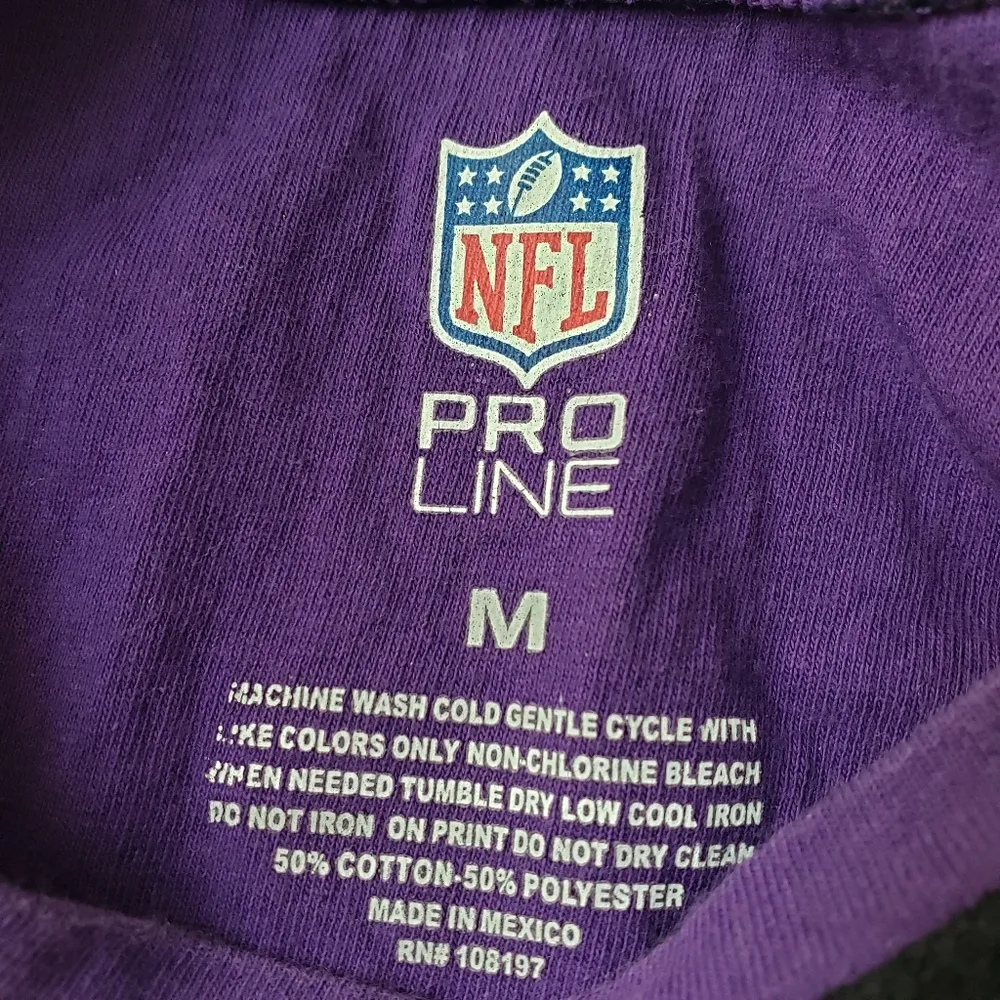 NFL
PRO
LINE
M
MACHINE WASH COLD GENTLE CYCLE WITH
LIKE COLORS ONLY NON-CHLORINE BLEACH
WHEN NEEDED TUMBLE DRY LOW COOL IRON
DO NOT IRON ON PRINT DO NOT DRY CLEAN
50% COTTON-50% POLYESTER
MADE IN MEXICO
RN# 108197